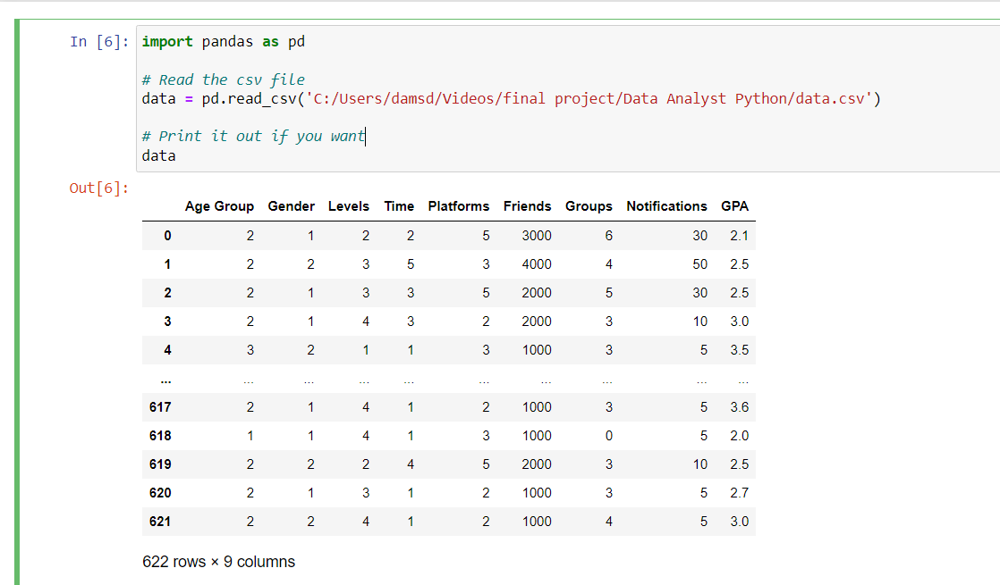 In [6]: import pandas as pd
# Read the csv file
data = pd.read_csv('C:/Users/damsd/Videos/final project/Data Analyst Python/data.csv')
# Print it out if you want
data
Out[6]:
Age Group Gender Levels Time Platforms Friends Groups Notifications GPA
0 2 1 2 2 5 3000 6 30 2.1
1 2 2 3 5 3 4000 4 50 2.5
2 2 1 3 3 5 2000 5 30 2.5
3 2 1 4 3 2 2000 3 10 3.0
4 3 2 1 1 3 1000 3 5 3.5
... ... ... ... ... ... ... ... ... ...
617 2 1 4 1 2 1000 3 5 3.6
618 1 1 4 1 3 1000 0 5 2.0
619 2 2 2 4 5 2000 3 10 2.5
620 2 1 3 1 2 1000 3 5 2.7
621 2 2 4 1 2 1000 4 5 3.0
622 rows × 9 columns